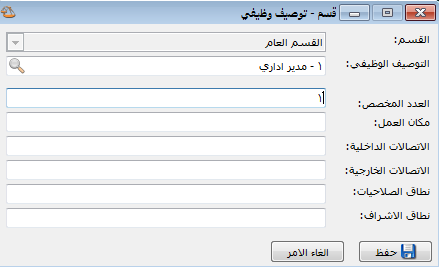 قسم - توصيف وظيفي
القسم: القسم العام
التوصيف الوظيفي: ١ - مدير اداري
العدد المخصص: ١
مكان العمل:
الاتصالات الداخلية:
الاتصالات الخارجية:
نطاق الصلاحيات:
نطاق الاشراف:
حفظ الغاء الامر